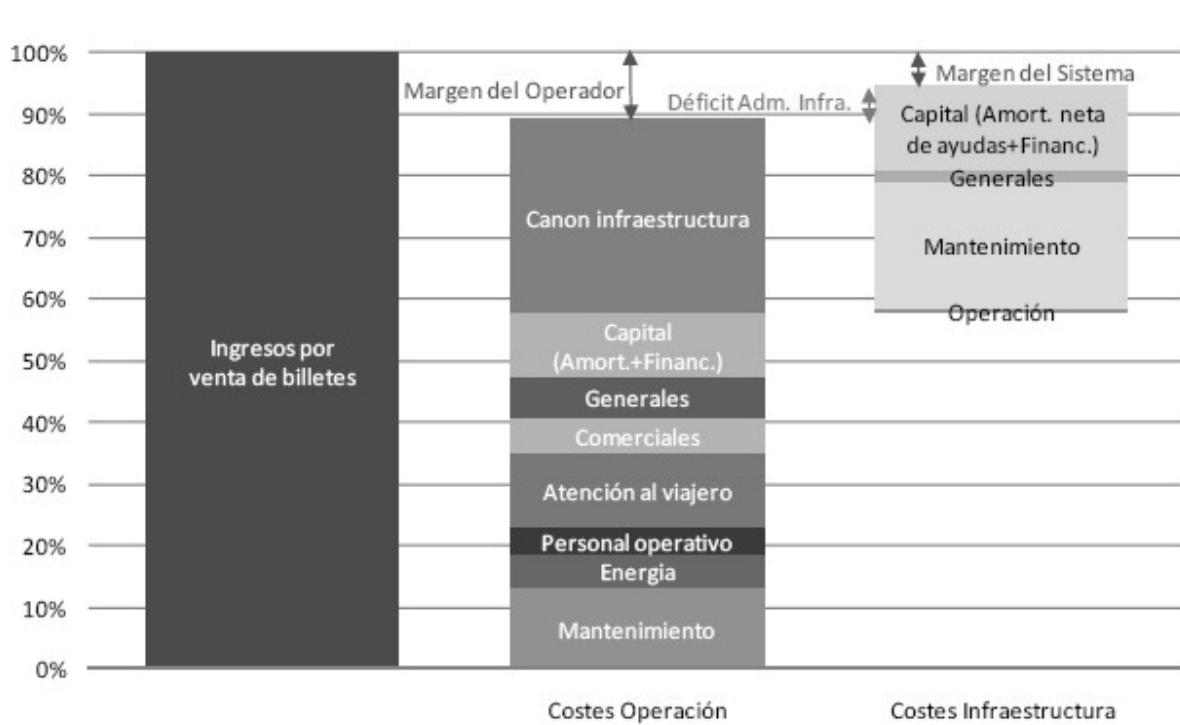 100%
90%
80%
70%
60%
50%
40%
30%
20%
10%
0%
Ingresos por
venta de billetes
Margen del Operador
Canon infraestructura
Capital
(Amort.+Financ.)
Generales
Comerciales
Atención al viajero
Personal operativo
Energia
Mantenimiento
Costes Operación
Margen del Sistema
Déficit Adm. Infra.
Capital (Amort. neta
de ayudas+Financ.)
Generales
Mantenimiento
Operación
Costes Infraestructura